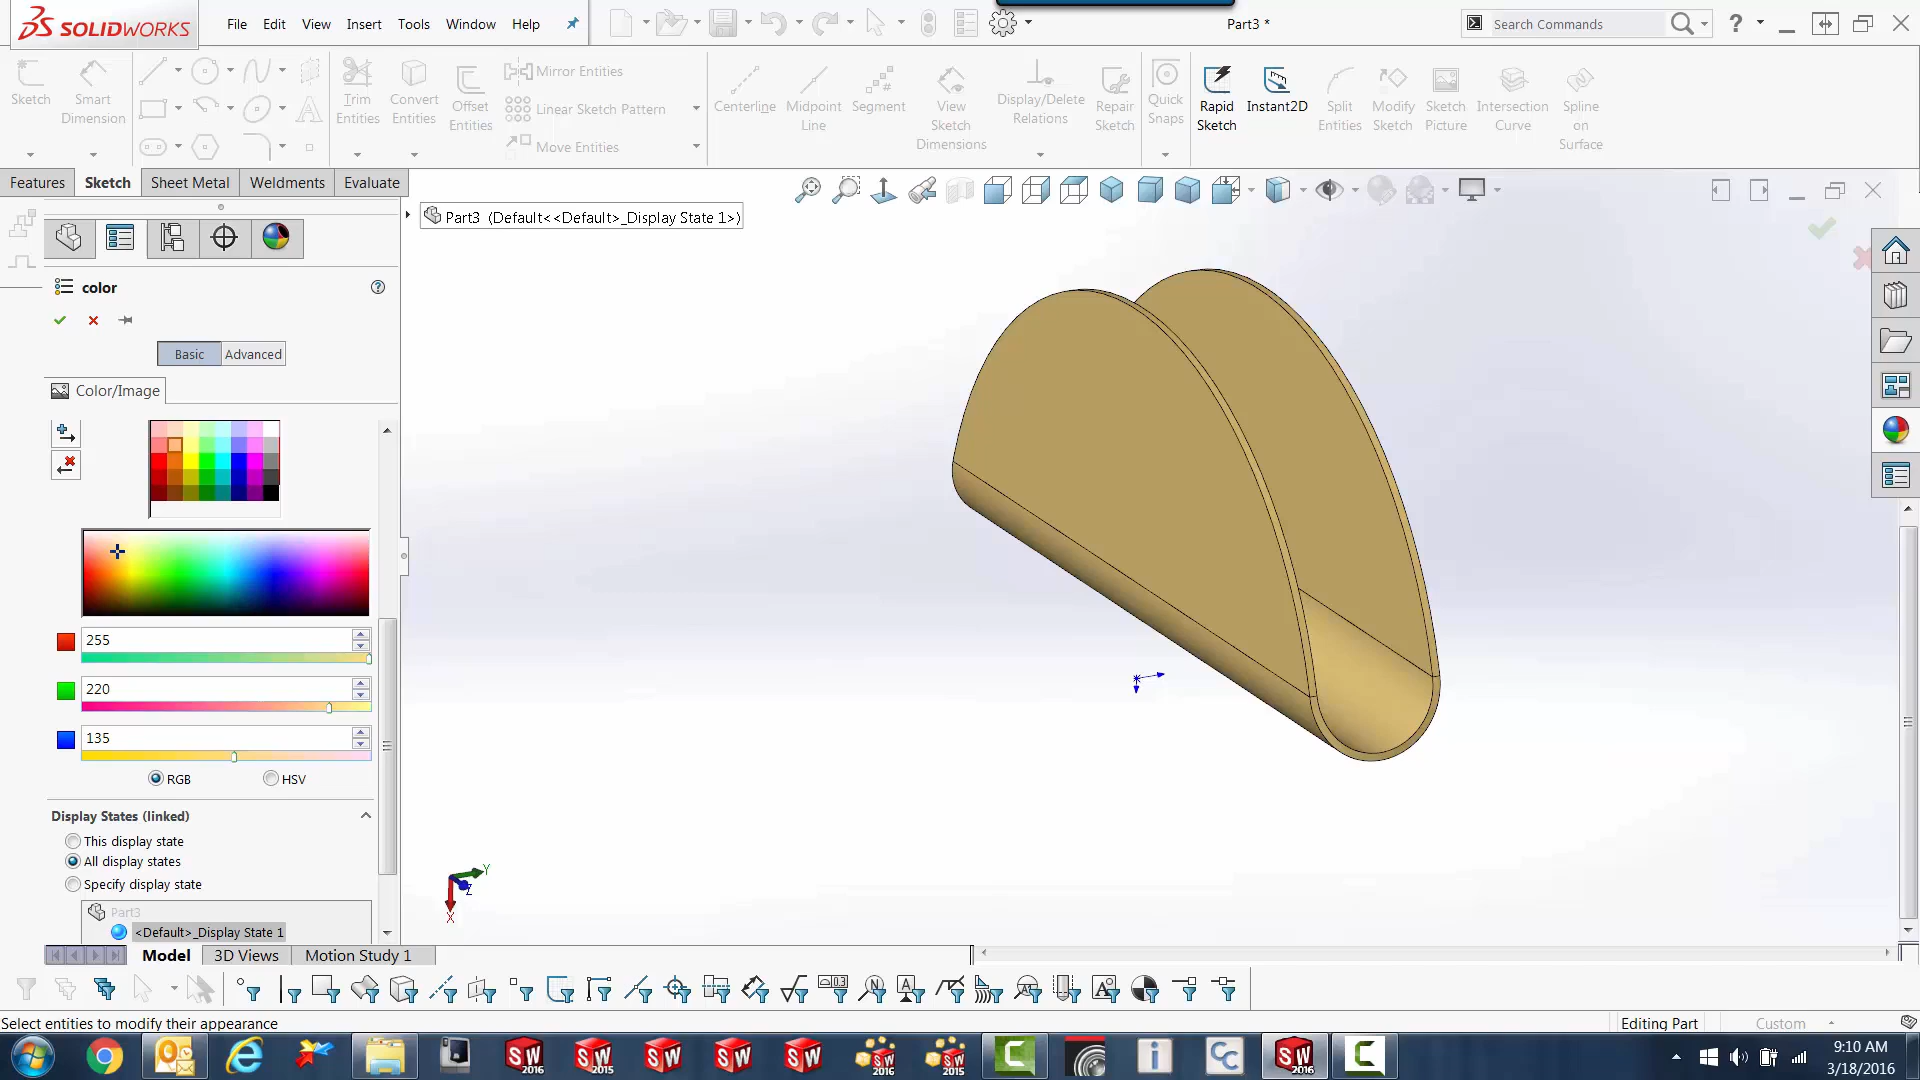 SOLIDWORKS File Edit View Insert Tools Window Help Part3 * Search Commands ?
Sketch Smart Dimension
Trim Entities Convert Entities Offset Entities
Mirror Entities
Linear Sketch Pattern
Move Entities
Centerline Midpoint Line Segment View Sketch Dimensions Display/Delete Relations Repair Sketch Quick Snaps Rapid Sketch Instant2D Split Entities Modify Sketch Sketch Picture Intersection Curve Spline on Surface
Features Sketch Sheet Metal Weldments Evaluate
Part3 (Default<<Default>_Display State 1>)
color
Basic Advanced
Color/Image
255
220
135
RGB HSV
Display States (linked)
This display state
All display states
Specify display state
Part3
<Default>_Display State 1
Y
Z
X
Model 3D Views Motion Study 1
Select entities to modify their appearance Editing Part Custom
9:10 AM
3/18/2016